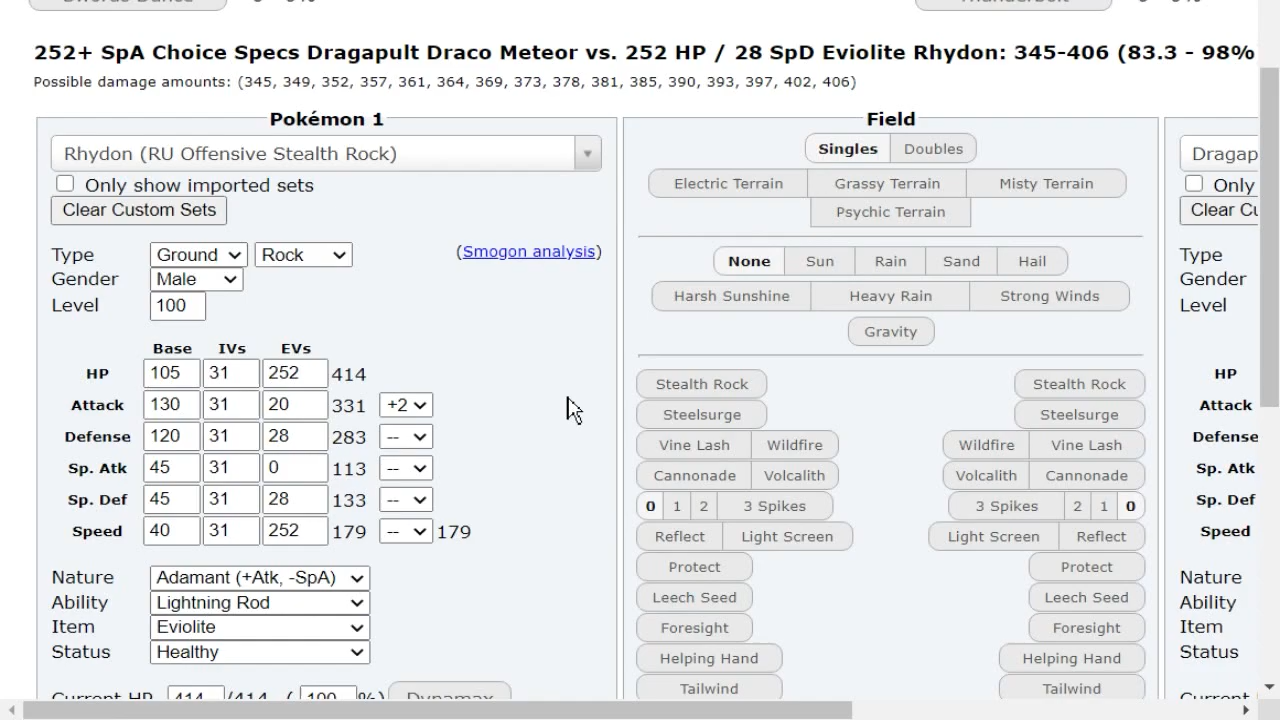 252+ SpA Choice Specs Dragapult Draco Meteor vs. 252 HP / 28 SpD Eviolite Rhydon: 345-406 (83.3 - 98%
Possible damage amounts: (345, 349, 352, 357, 361, 364, 369, 373, 378, 381, 385, 390, 393, 397, 402, 406)
Pokémon 1
Rhydon (RU Offensive Stealth Rock)
Only show imported sets
Clear Custom Sets
Type Ground Rock (Smogon analysis)
Gender Male
Level 100
Base IVs EVs
HP 105 31 252 414
Attack 130 31 20 331 +2
Defense 120 31 28 283 --
Sp. Atk 45 31 0 113 --
Sp. Def 45 31 28 133 --
Speed 40 31 252 179 -- 179
Nature Adamant (+Atk, -SpA)
Ability Lightning Rod
Item Eviolite
Status Healthy
Current HP 414 /414 ( 100 %) Dynamax
Field
Singles Doubles
Electric Terrain Grassy Terrain Misty Terrain
Psychic Terrain
None Sun Rain Sand Hail
Harsh Sunshine Heavy Rain Strong Winds
Gravity
Stealth Rock Stealth Rock
Steelsurge Steelsurge
Vine Lash Wildfire Wildfire Vine Lash
Cannonade Volcalith Volcalith Cannonade
0 1 2 3 Spikes 3 Spikes 2 1 0
Reflect Light Screen Light Screen Reflect
Protect Protect
Leech Seed Leech Seed
Foresight Foresight
Helping Hand Helping Hand
Tailwind Tailwind
Dragap
Only
Clear Cu
Type
Gender
Level
HP
Attack
Defense
Sp. Atk
Sp. Def
Speed
Nature
Ability
Item
Status